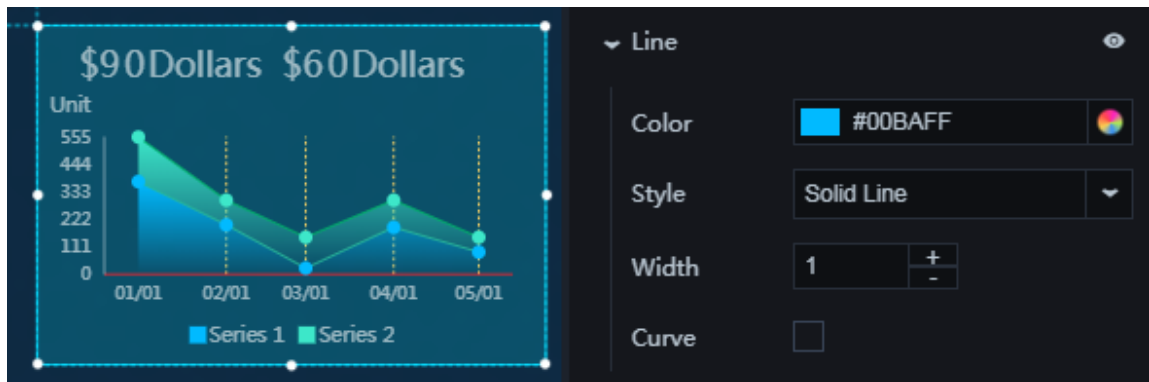 $90Dollars $60Dollars
Unit
555
444
333
222
111
0
01/01 02/01 03/01 04/01 05/01
Series 1 Series 2
Line
Color #00BAFF
Style Solid Line
Width 1 + -
Curve